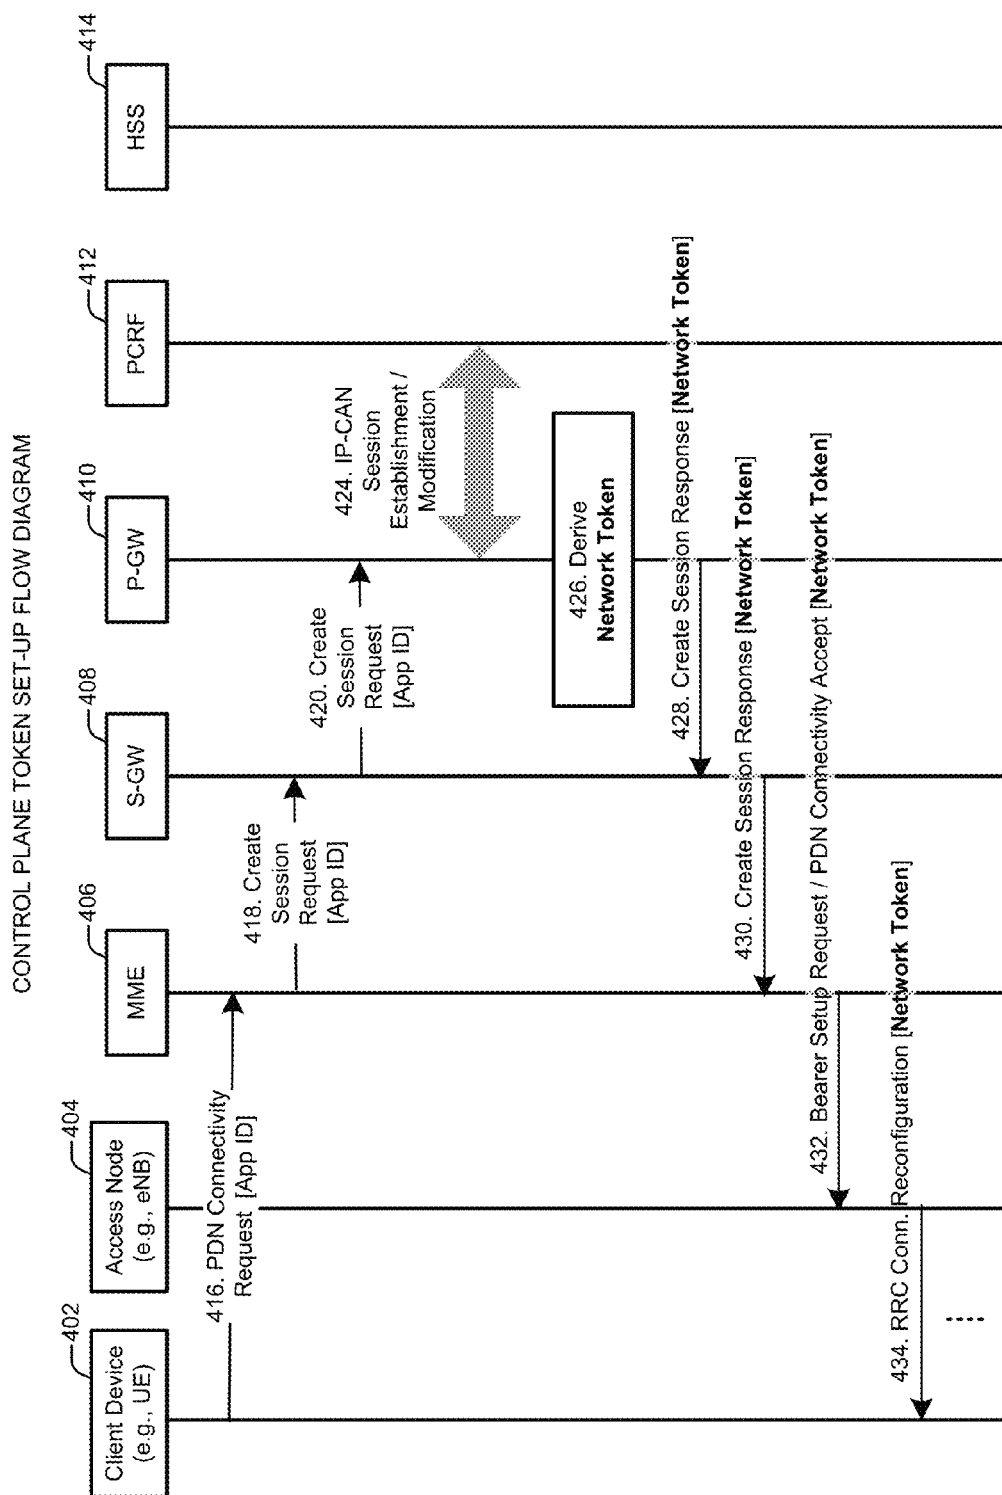 CONTROL PLANE TOKEN SET-UP FLOW DIAGRAM
402
404
406
408
410
412
414
Client Device
(e.g., UE)
Access Node
(e.g., eNB)
MME
S-GW
P-GW
PCRF
HSS
416. PDN Connectivity
Request [App ID]
418. Create
Session
Request
[App ID]
420. Create
Session
Request
[App ID]
424. IP-CAN
Session
Establishment /
Modification
426. Derive
Network Token
428. Create Session Response [Network Token]
430. Create Session Response [Network Token]
432. Bearer Setup Request / PDN Connectivity Accept [Network Token]
434. RRC Conn. Reconfiguration [Network Token]